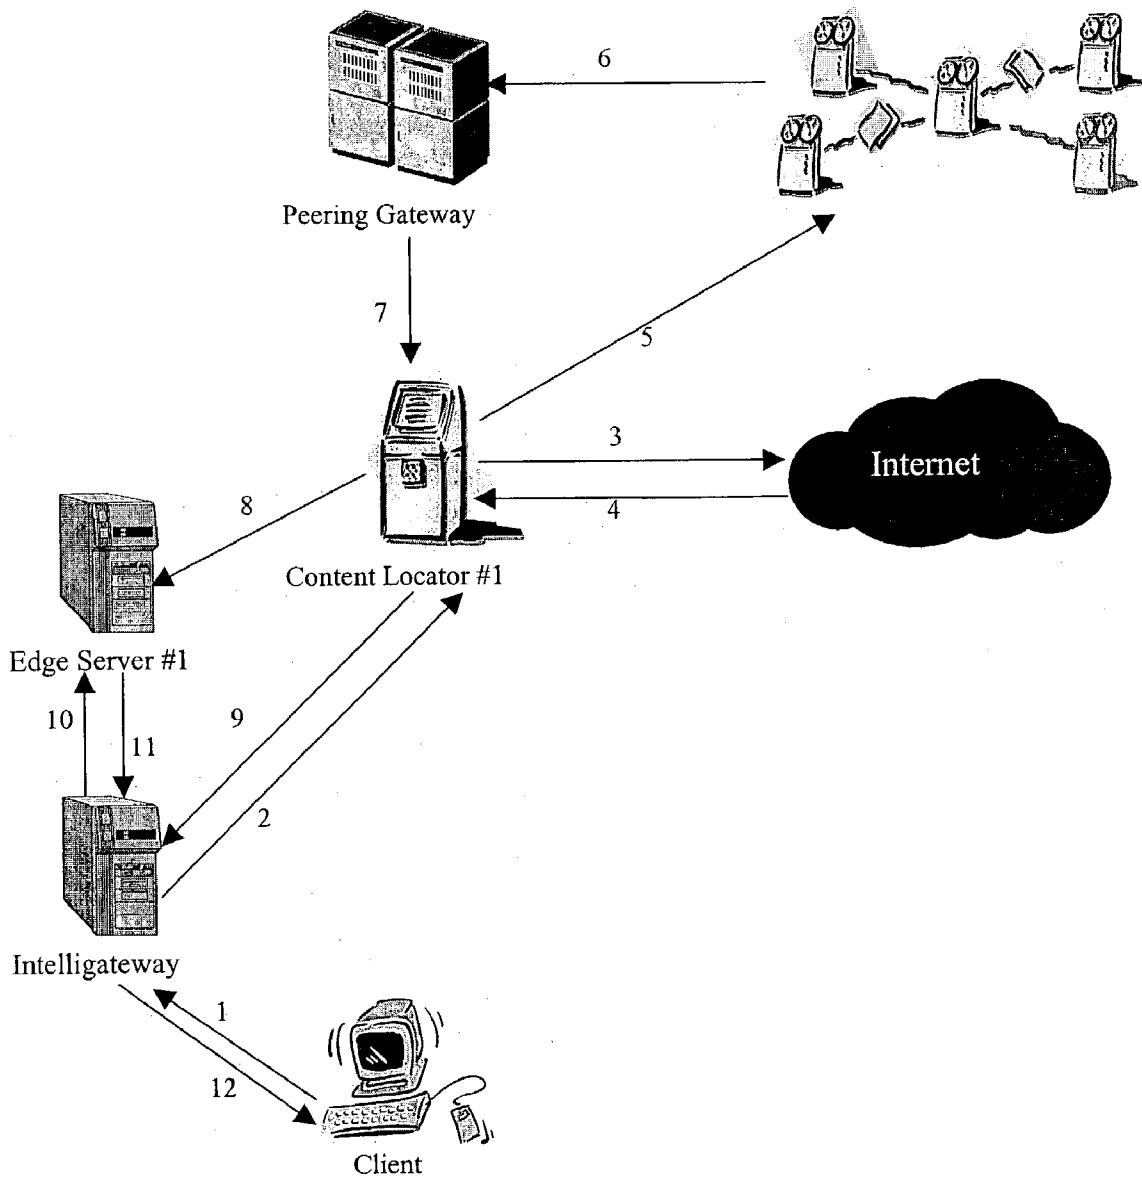 6
Peering Gateway
7
5
3
Internet
4
8
Content Locator #1
Edge Server #1
10
11
9
2
Intelligateway
1
12
Client